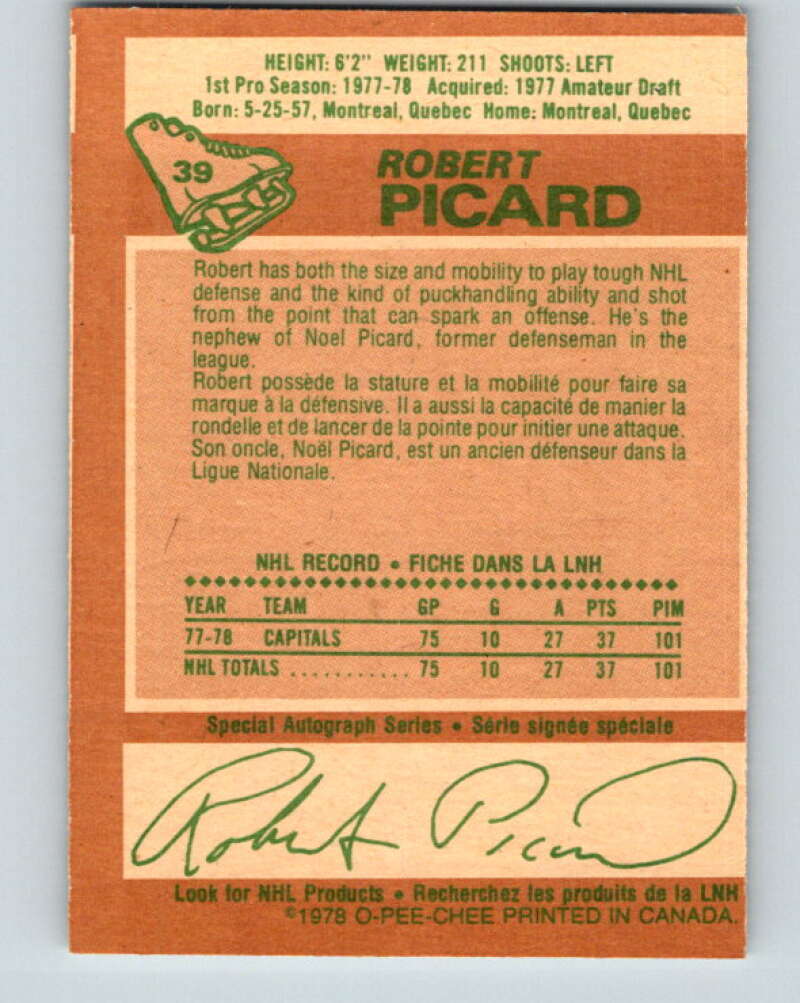 HEIGHT: 6'2" WEIGHT: 211 SHOOTS: LEFT
1st Pro Season: 1977-78 Acquired: 1977 Amateur Draft
Born: 5-25-57, Montreal, Quebec Home: Montreal, Quebec
39
ROBERT
PICARD
Robert has both the size and mobility to play tough NHL
defense and the kind of puckhandling ability and shot
from the point that can spark an offense. He's the
nephew of Noel Picard, former defenseman in the
league.
Robert possède la stature et la mobilité pour faire sa
marque à la défensive. Il a aussi la capacité de manier la
rondelle et de lancer de la pointe pour initier une attaque.
Son oncle, Noël Picard, est un ancien défenseur dans la
Ligue Nationale.
NHL RECORD • FICHE DANS LA LNH
YEAR TEAM GP G A PTS PIM
77-78 CAPITALS 75 10 27 37 101
NHL TOTALS ........... 75 10 27 37 101
Special Autograph Series • Série signée spéciale
Robert Picard
Look for NHL Products • Recherchez les produits de la LNH
©1978 O-PEE-CHEE PRINTED IN CANADA.